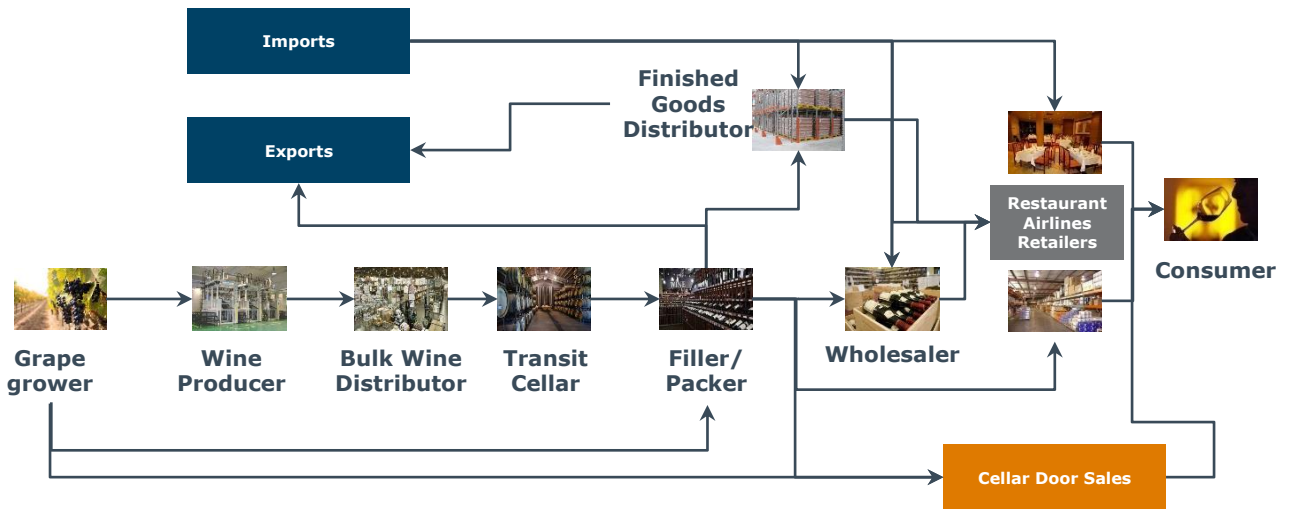 Imports
Finished
Goods
Distributor
Exports
Restaurant
Airlines
Retailers
Consumer
Grape
grower
Wine
Producer
Bulk Wine
Distributor
Transit
Cellar
Filler/
Packer
Wholesaler
Cellar Door Sales